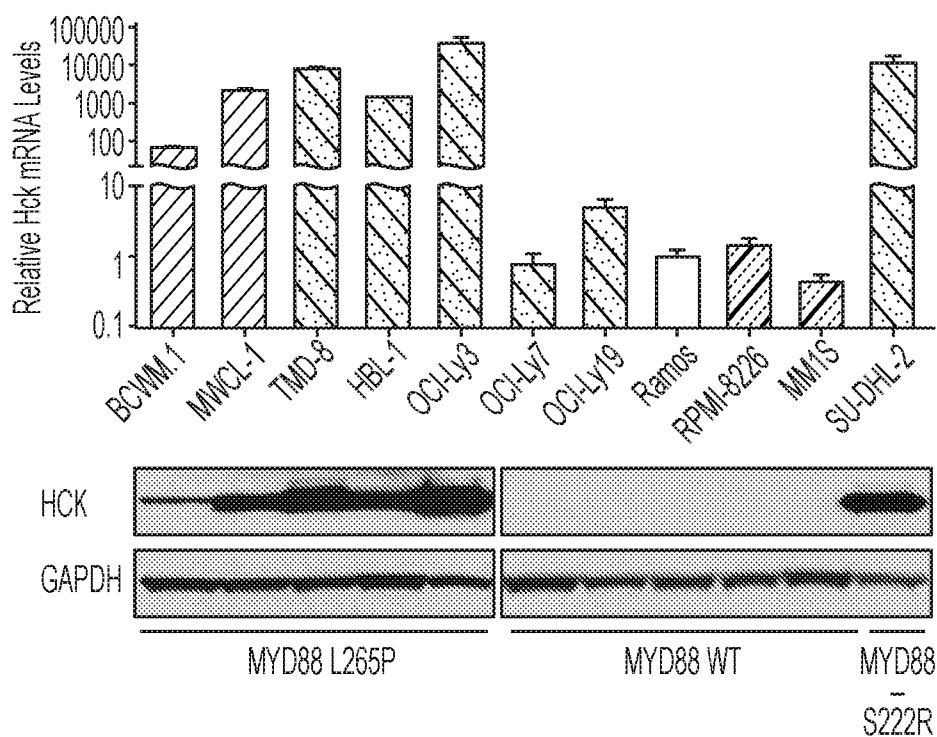 Relative Hck mRNA Levels
100000
10000
1000
100
10
1
0.1
BCWM.1
MWCL-1
TMD-8
HBL-1
OCI-Ly3
OCI-Ly7
OCI-Ly19
Ramos
RPMI-8226
MM1S
SU-DHL-2
HCK
GAPDH
MYD88 L265P
MYD88 WT
MYD88
S222R